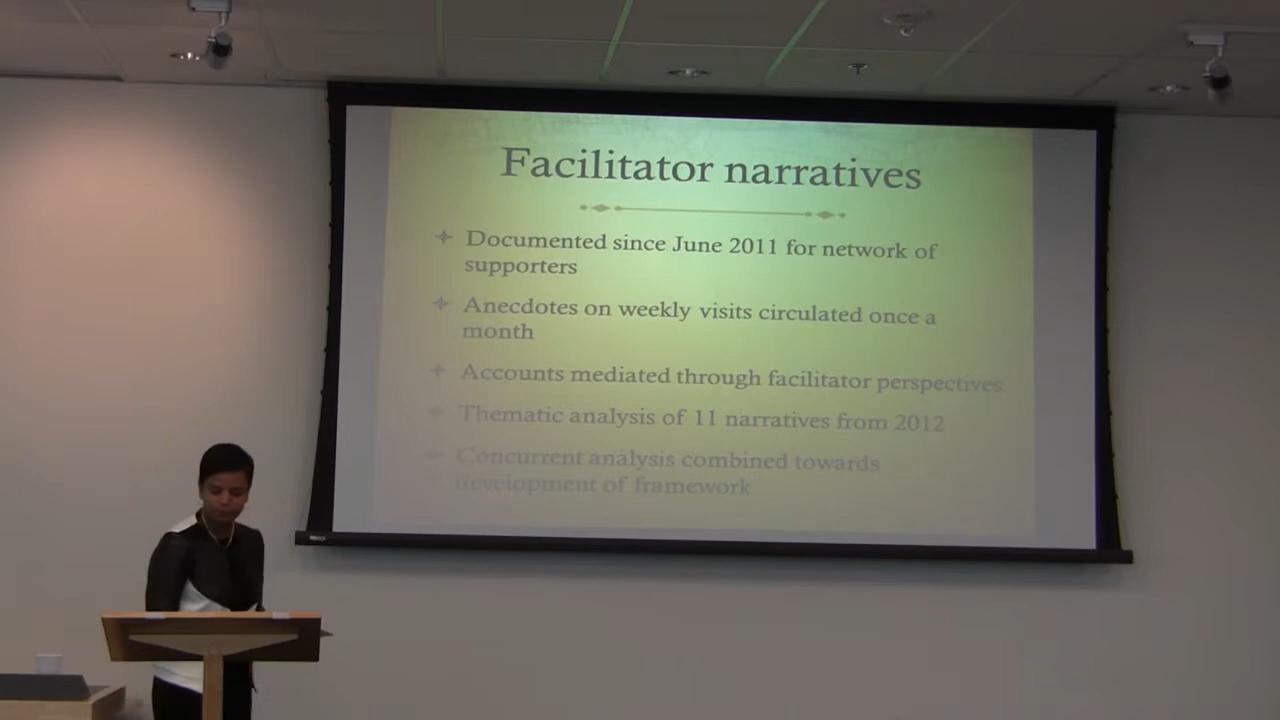 Facilitator narratives
Documented since June 2011 for network of
supporters
Anecdotes on weekly visits circulated once a
month
Accounts mediated through facilitator perspectives
Thematic analysis of 11 narratives from 2012
Concurrent analysis combined towards
development of framework